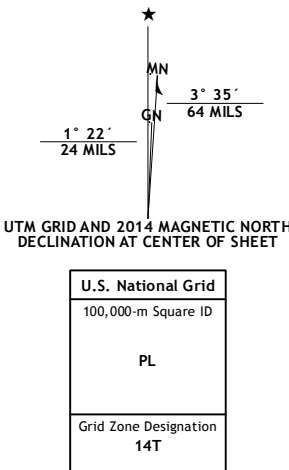 ★
MN
3° 35´
64 MILS
GN
1° 22´
24 MILS
UTM GRID AND 2014 MAGNETIC NORTH
DECLINATION AT CENTER OF SHEET
U.S. National Grid
100,000-m Square ID
PL
Grid Zone Designation
14T